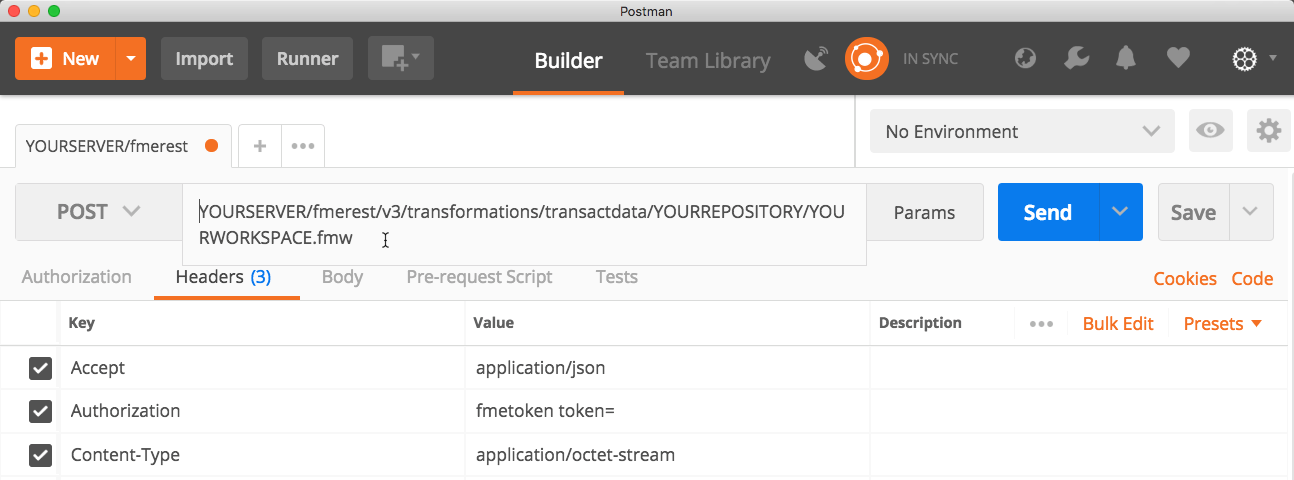 Postman
New
Import
Runner
Builder
Team Library
IN SYNC
YOURSERVER/fmerest
No Environment
POST
YOURSERVER/fmerest/v3/transformations/transactdata/YOURREPOSITORY/YOU
RWORKSPACE.fmw
Params
Send
Save
Authorization
Headers (3)
Body
Pre-request Script
Tests
Cookies
Code
Key
Value
Description
Bulk Edit
Presets
Accept
application/json
Authorization
fmetoken token=
Content-Type
application/octet-stream